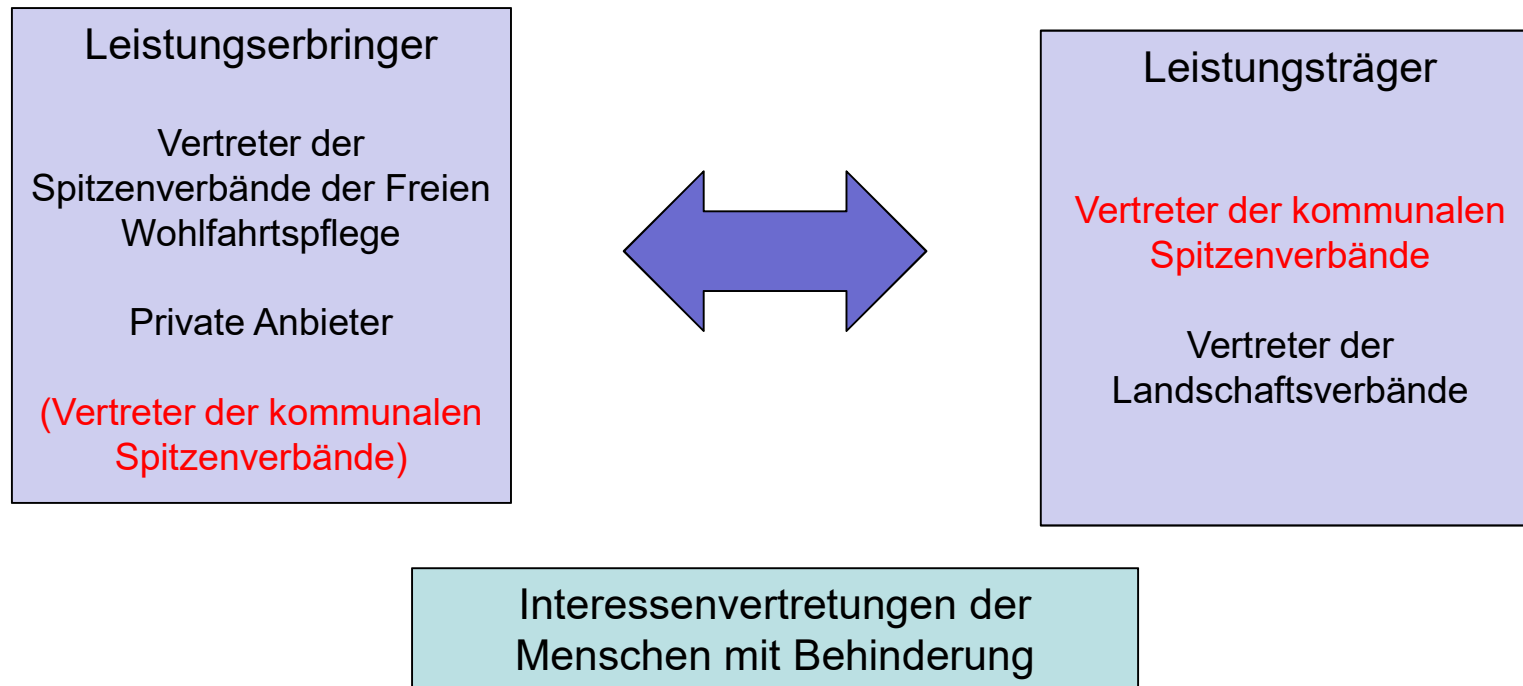 Leistungserbringer
Vertreter der
Spitzenverbände der Freien
Wohlfahrtspflege
Private Anbieter
(Vertreter der kommunalen
Spitzenverbände)
Leistungsträger
Vertreter der kommunalen
Spitzenverbände
Vertreter der
Landschaftsverbände
Interessenvertretungen der
Menschen mit Behinderung